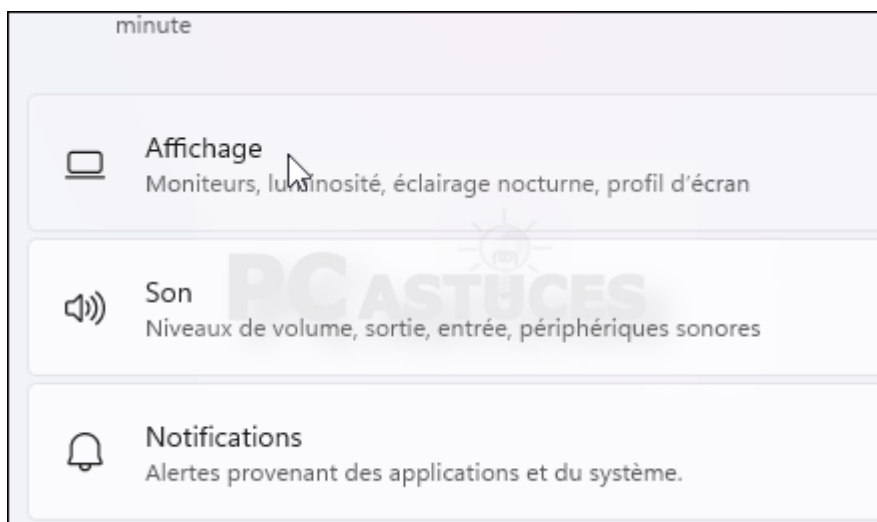 minute
Affichage
Moniteurs, luminosité, éclairage nocturne, profil d'écran
PC ASTUCES
Son
Niveaux de volume, sortie, entrée, périphériques sonores
Notifications
Alertes provenant des applications et du système.